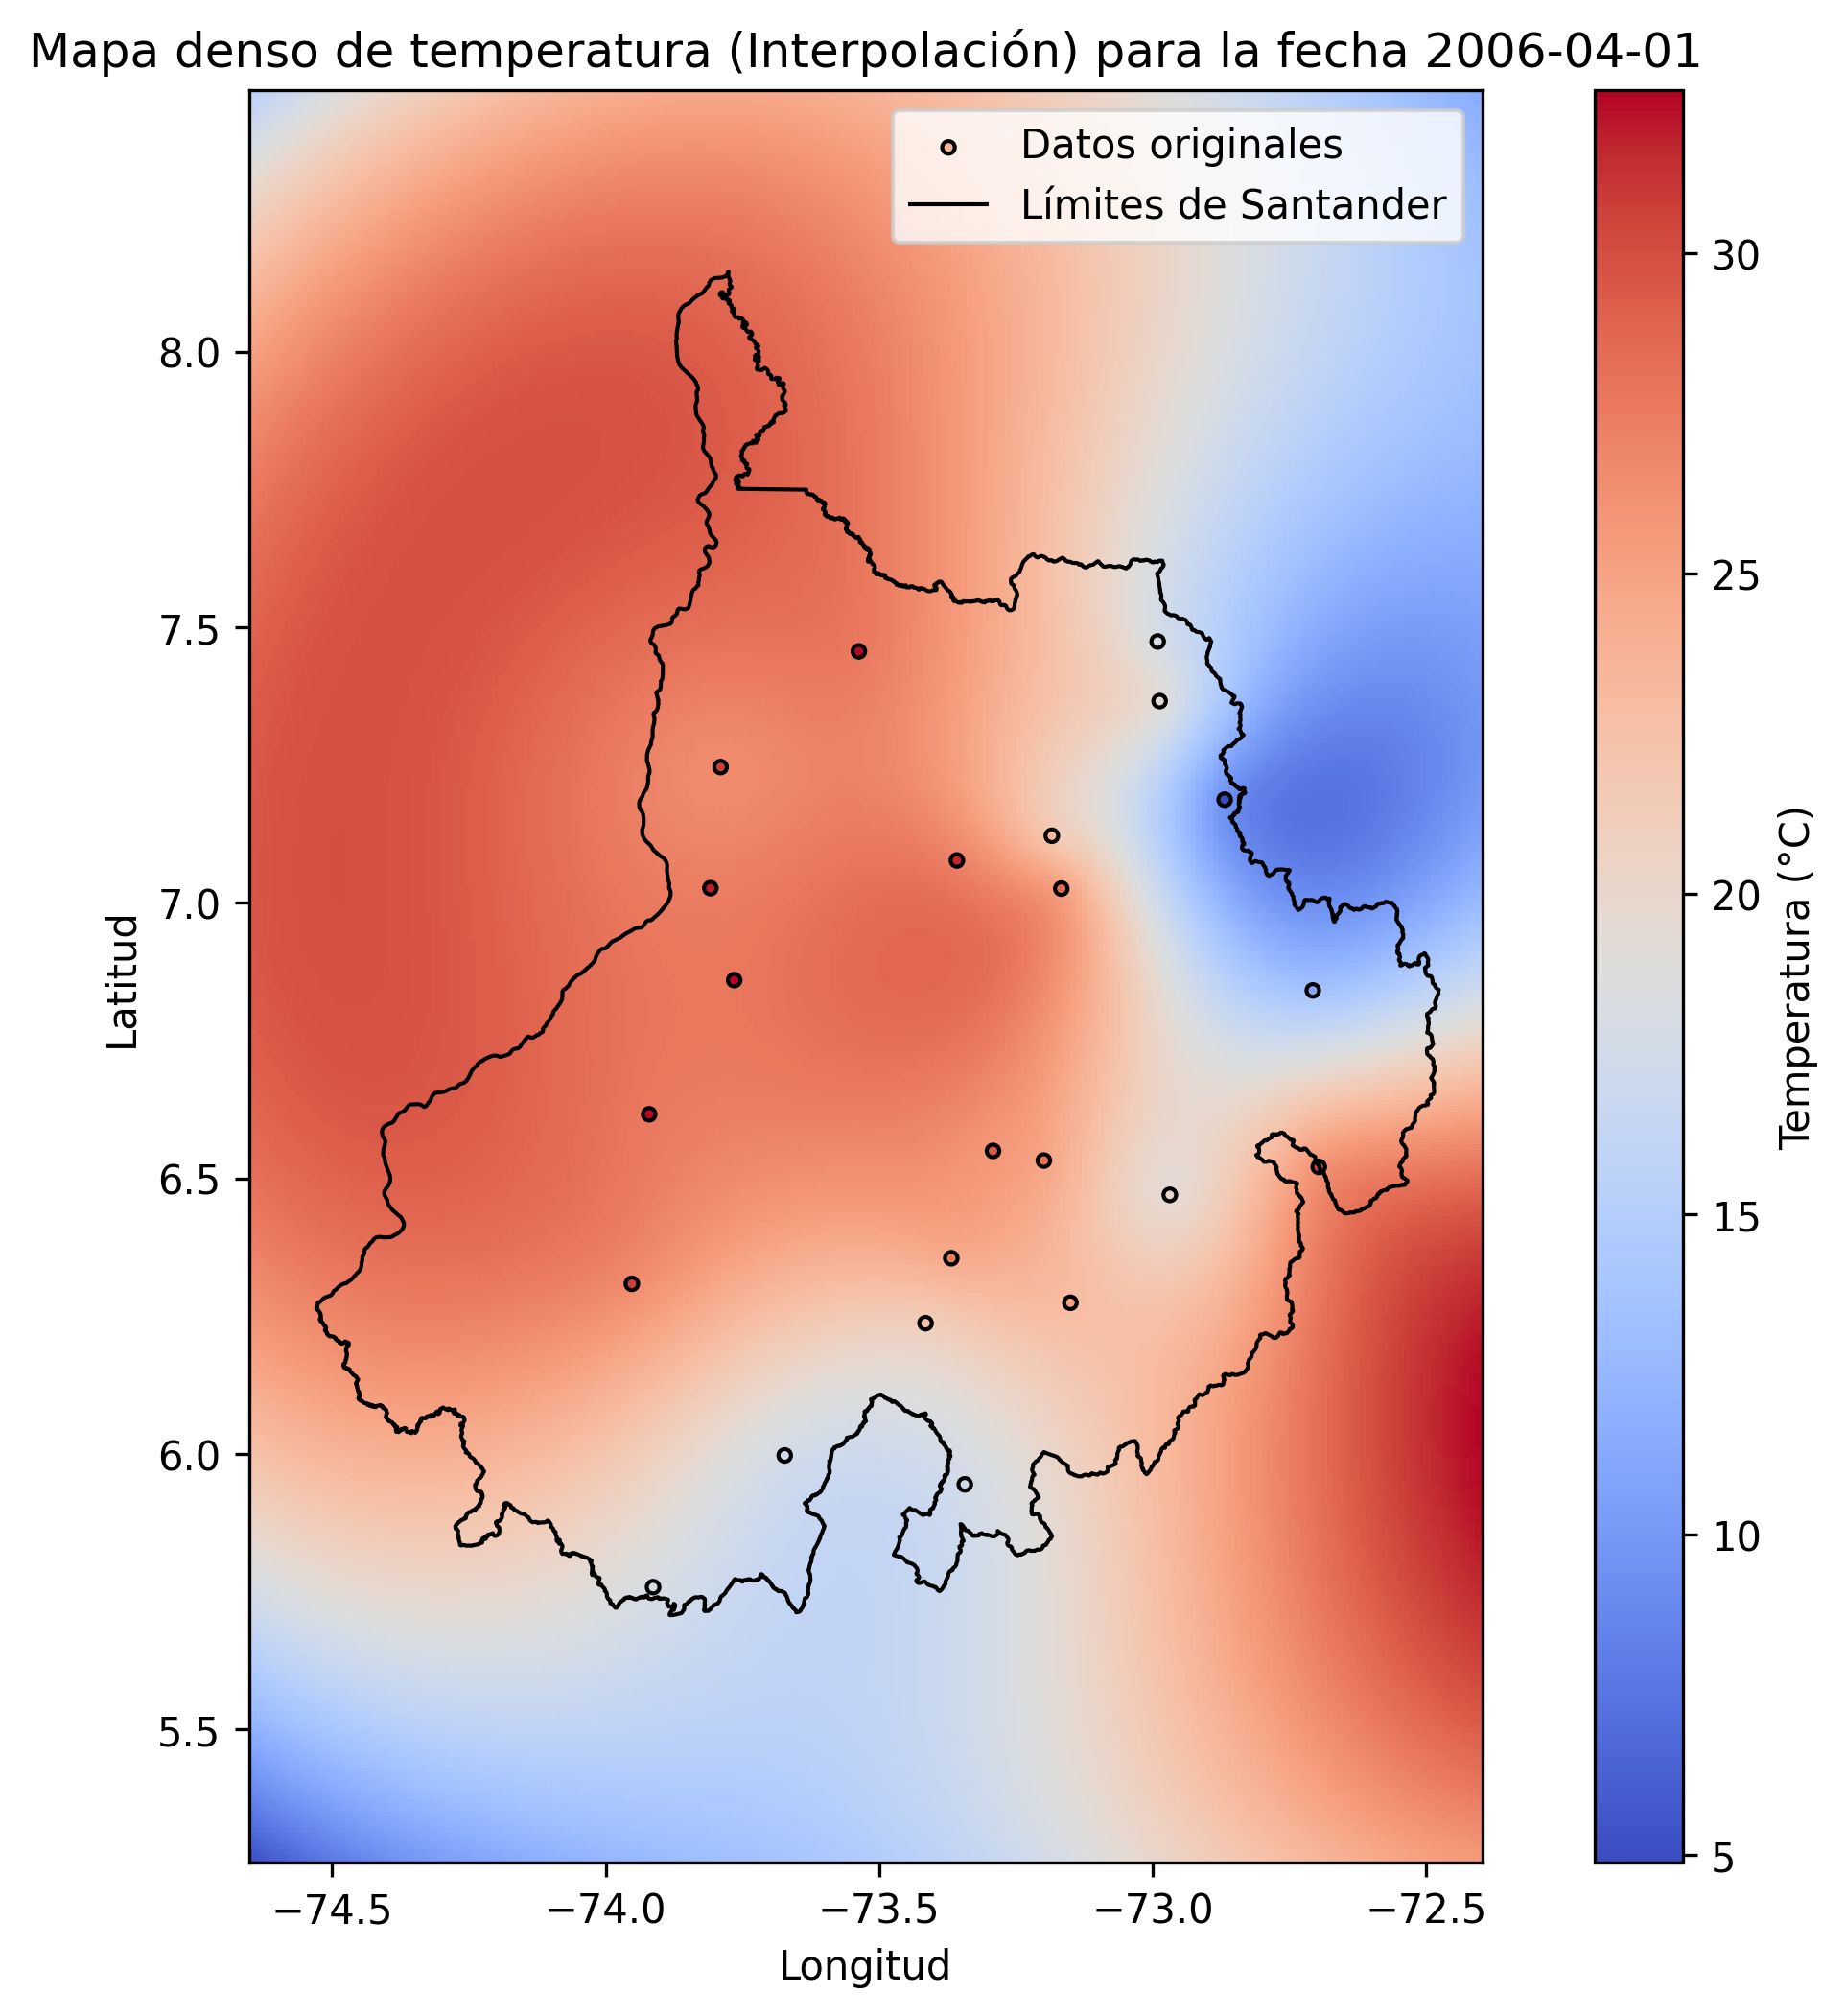 Mapa denso de temperatura (Interpolación) para la fecha 2006-04-01
Datos originales
Límites de Santander
8.0
7.5
7.0
6.5
6.0
5.5
Latitud
−74.5
−74.0
−73.5
−73.0
−72.5
Longitud
30
25
20
15
10
5
Temperatura (°C)